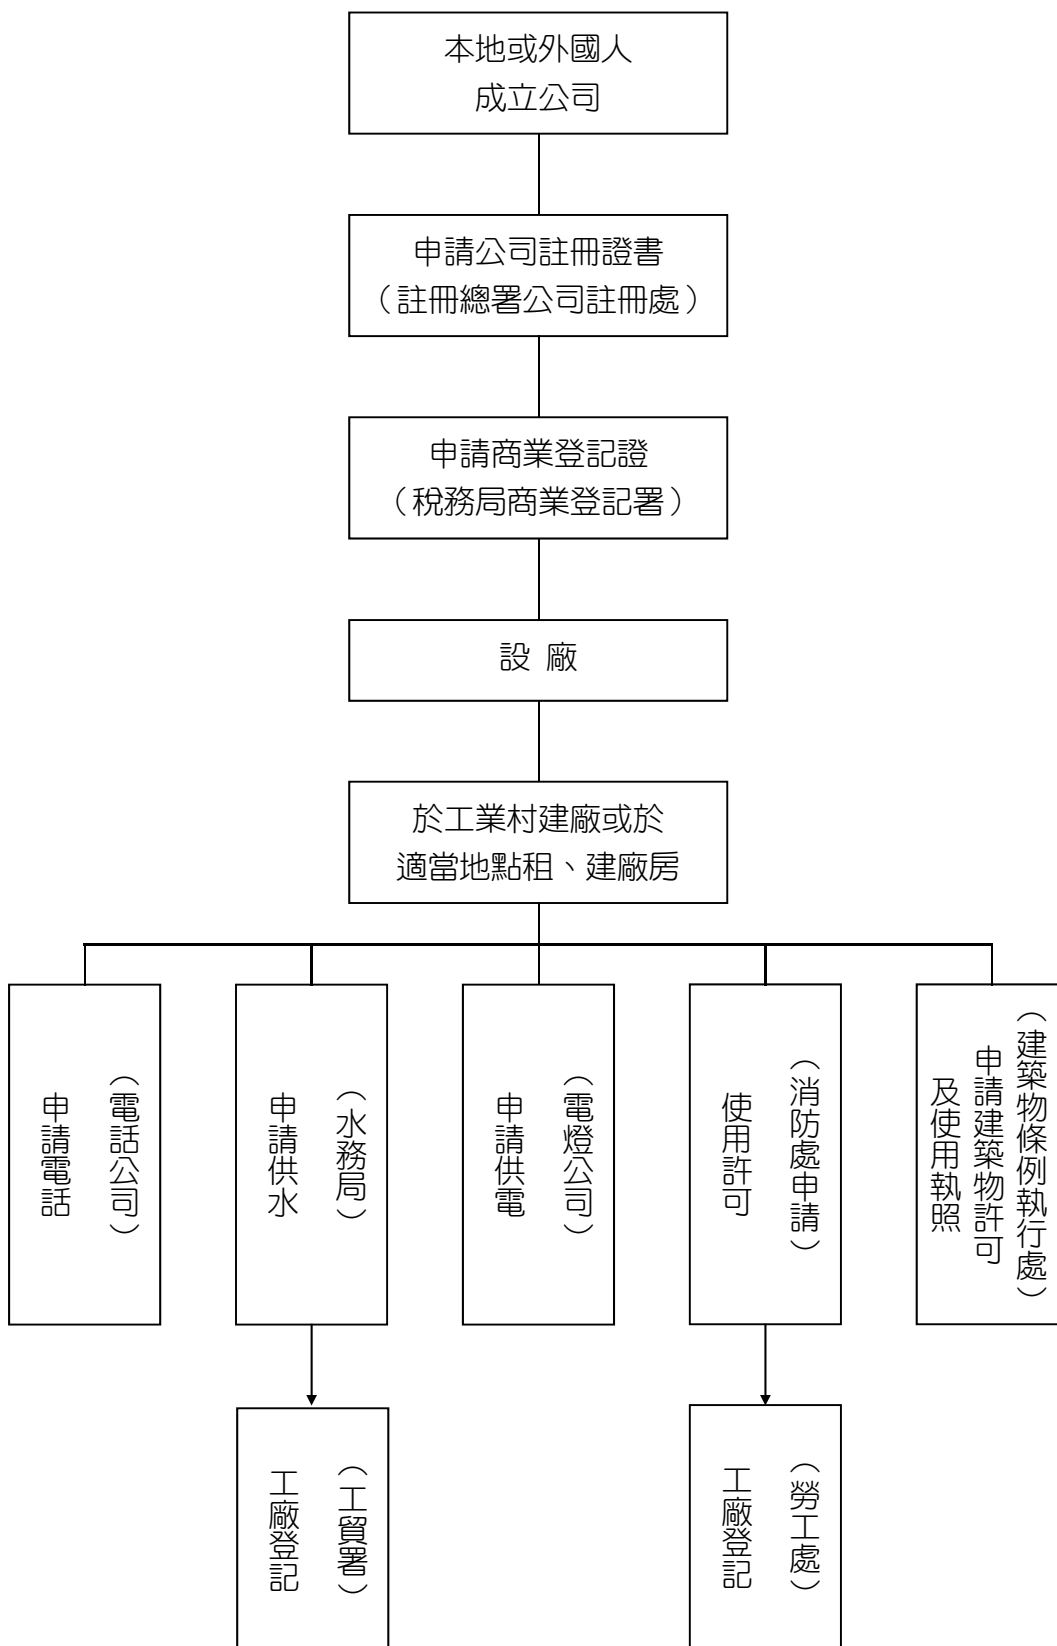 本地或外國人
成立公司
申請公司註冊證書
（註冊總署公司註冊處）
申請商業登記證
（稅務局商業登記署）
設 廠
於工業村建廠或於
適當地點租、建廠房
（電話公司）
申請電話
（水務局）
申請供水
（電燈公司）
申請供電
（消防處申請）
使用許可
（建築物條例執行處）
申請建築物許可
及使用執照
（工貿署）
工廠登記
（勞工處）
工廠登記